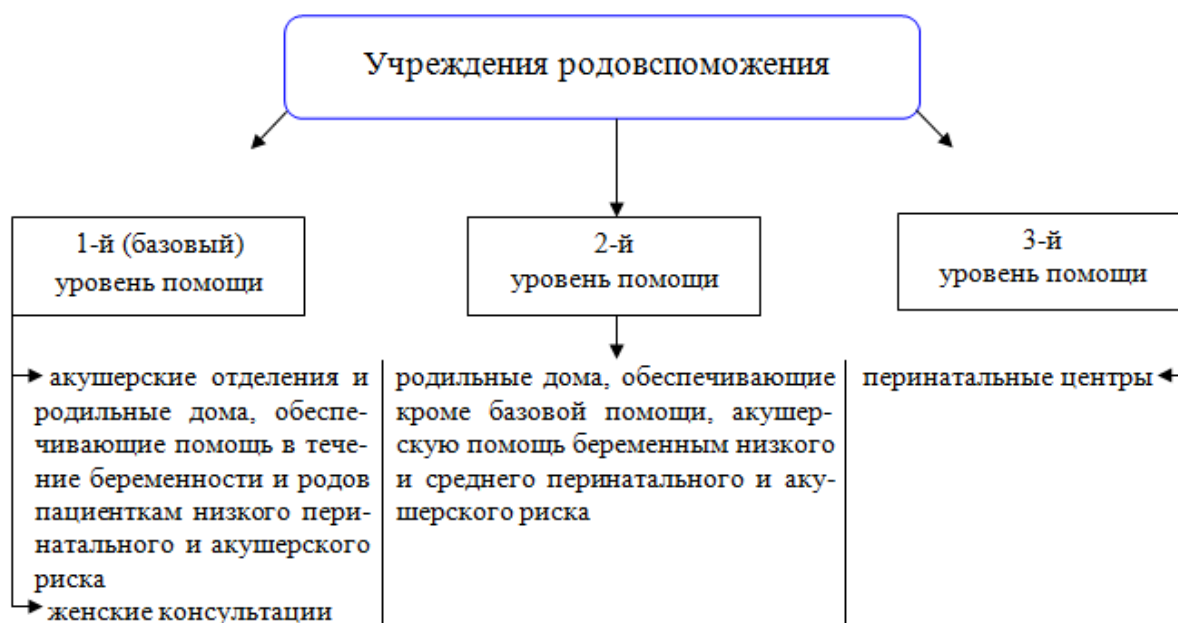 Учреждения родовспоможения
1-й (базовый)
уровень помощи
2-й
уровень помощи
3-й
уровень помощи
акушерские отделения и
родильные дома, обеспе-
чивающие помощь в тече-
ние беременности и родов
пациенткам низкого пери-
натального и акушерского
риска
женские консультации
родильные дома, обеспечивающие
кроме базовой помощи, акушер-
скую помощь беременным низкого
и среднего перинатального и аку-
шерского риска
перинатальные центры